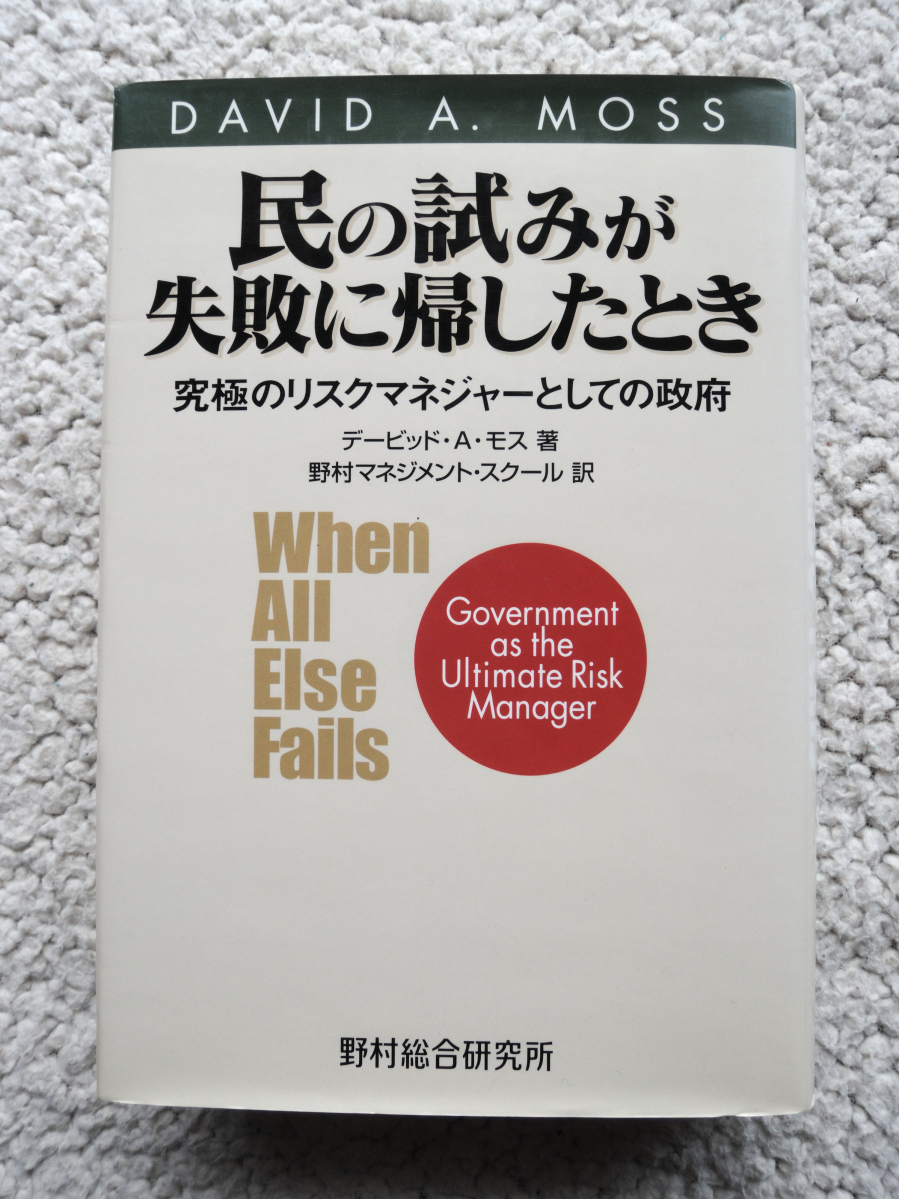 DAVID A. MOSS
民の試みが
失敗に帰したとき
究極のリスクマネジャーとしての政府
デービッド・A・モス 著
野村マネジメント・スクール 訳
When
All
Else
Fails
Government
as the
Ultimate Risk
Manager
野村総合研究所